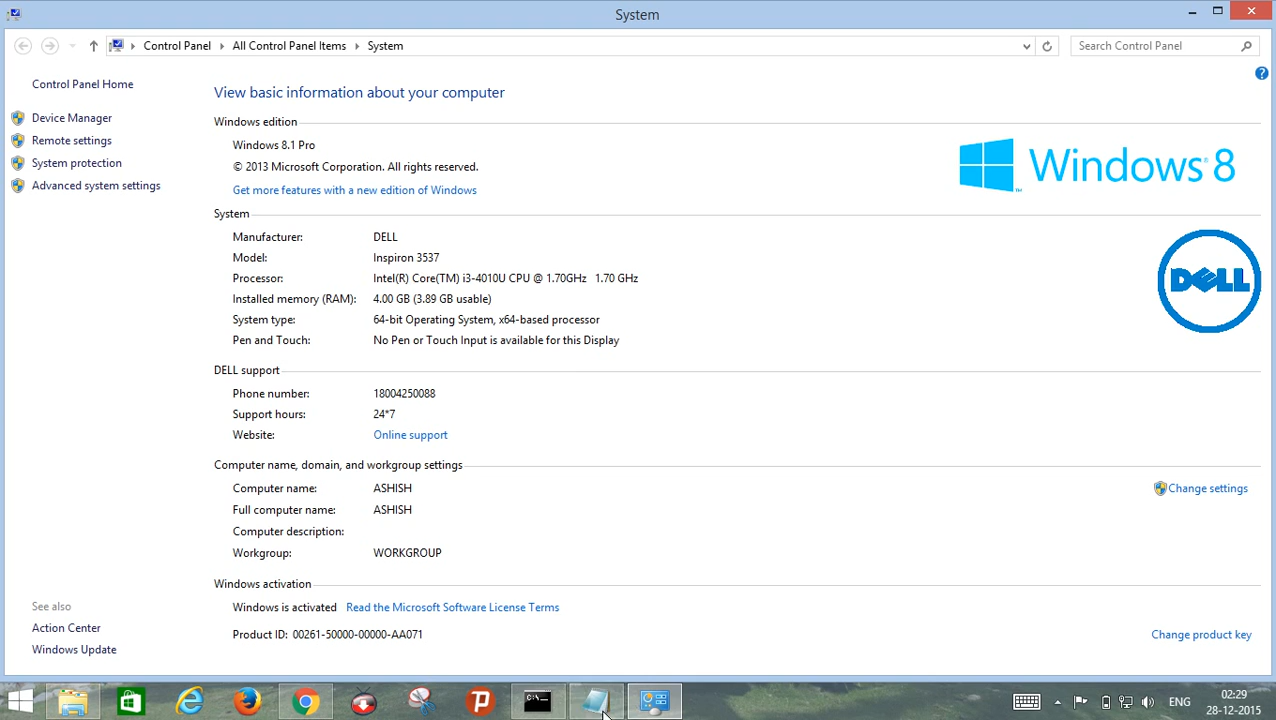 System
Control Panel All Control Panel Items System Search Control Panel
Control Panel Home
Device Manager
Remote settings
System protection
Advanced system settings
View basic information about your computer
Windows edition
Windows 8.1 Pro
© 2013 Microsoft Corporation. All rights reserved.
Get more features with a new edition of Windows
Windows® 8
System
Manufacturer: DELL
Model: Inspiron 3537
Processor: Intel(R) Core(TM) i3-4010U CPU @ 1.70GHz 1.70 GHz
Installed memory (RAM): 4.00 GB (3.89 GB usable)
System type: 64-bit Operating System, x64-based processor
Pen and Touch: No Pen or Touch Input is available for this Display
DELL
DELL support
Phone number: 18004250088
Support hours: 24*7
Website: Online support
Computer name, domain, and workgroup settings
Computer name: ASHISH Change settings
Full computer name: ASHISH
Computer description:
Workgroup: WORKGROUP
Windows activation
Windows is activated Read the Microsoft Software License Terms
Product ID: 00261-50000-00000-AA071 Change product key
See also
Action Center
Windows Update
ENG 02:29
28-12-2015